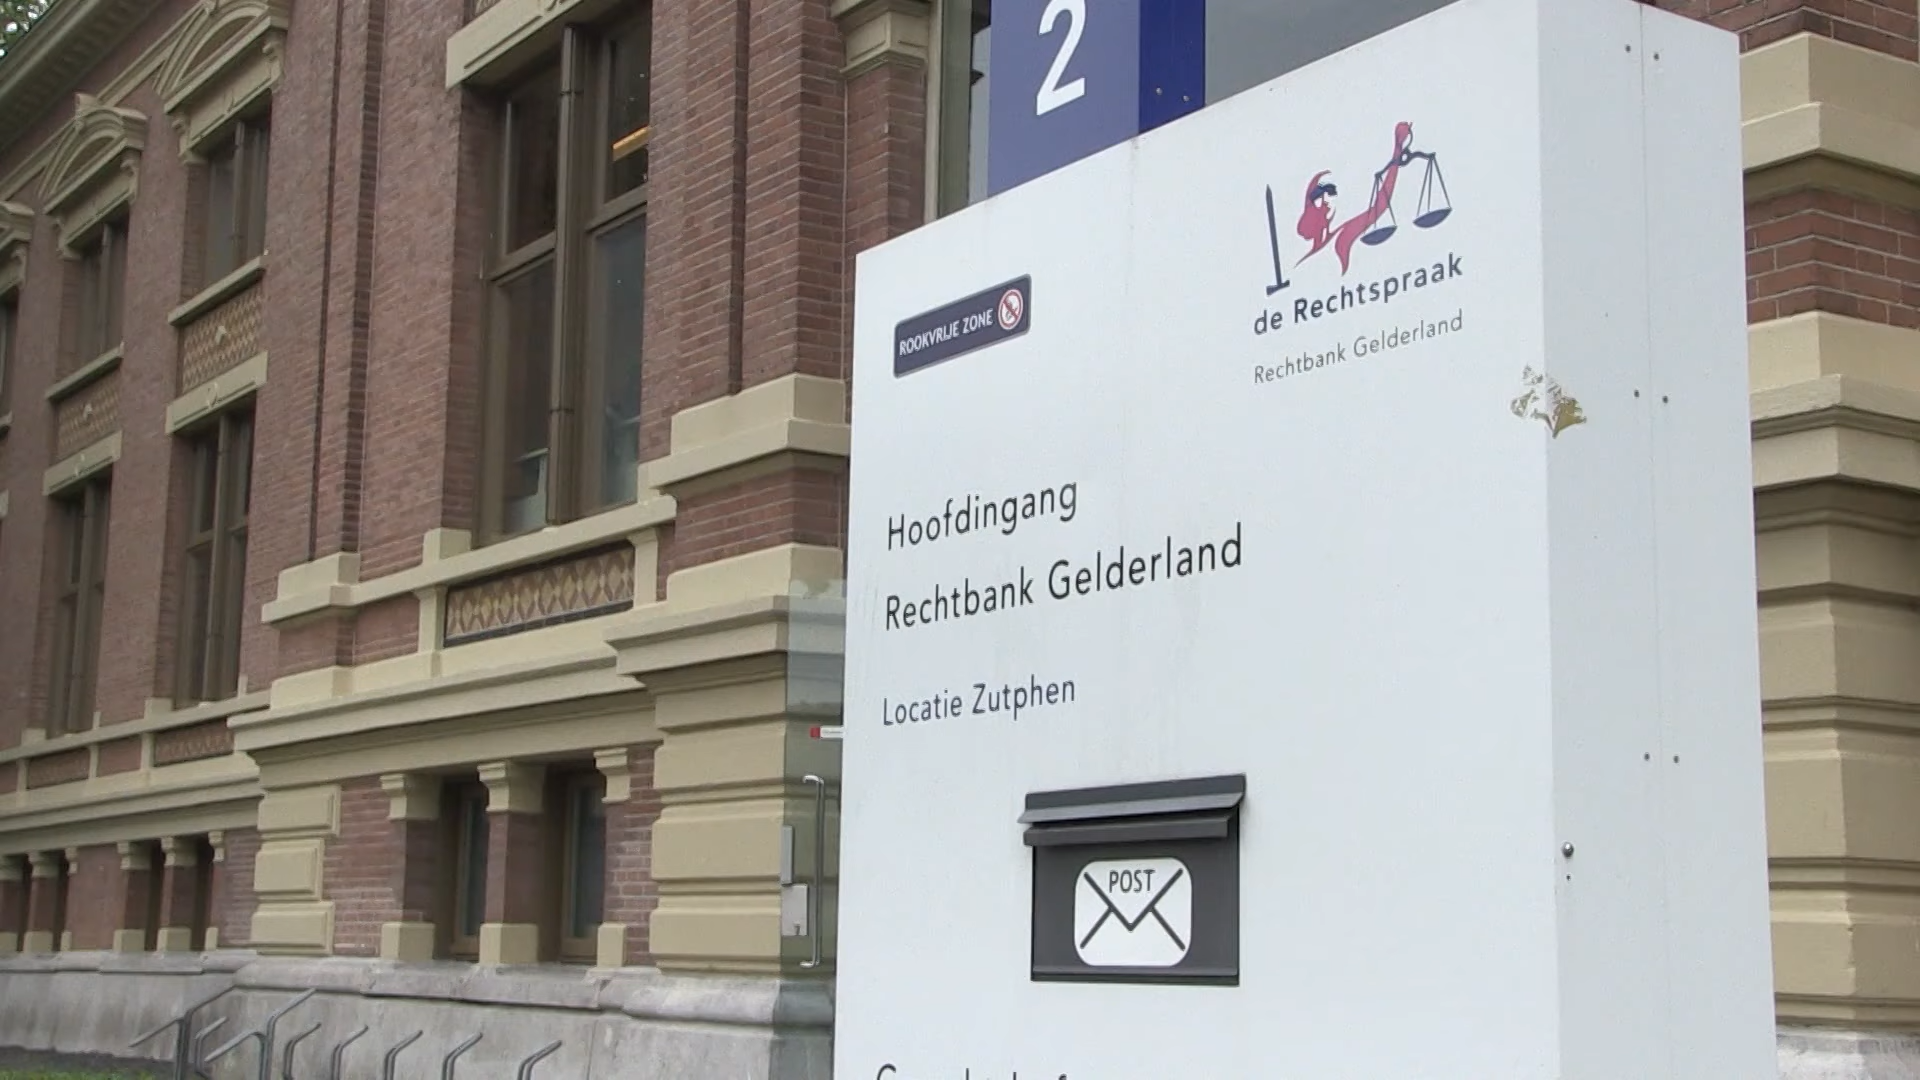 2
de Rechtspraak
Rechtbank Gelderland
ROOKVRIJE ZONE
Hoofdingang
Rechtbank Gelderland
Locatie Zutphen
POST